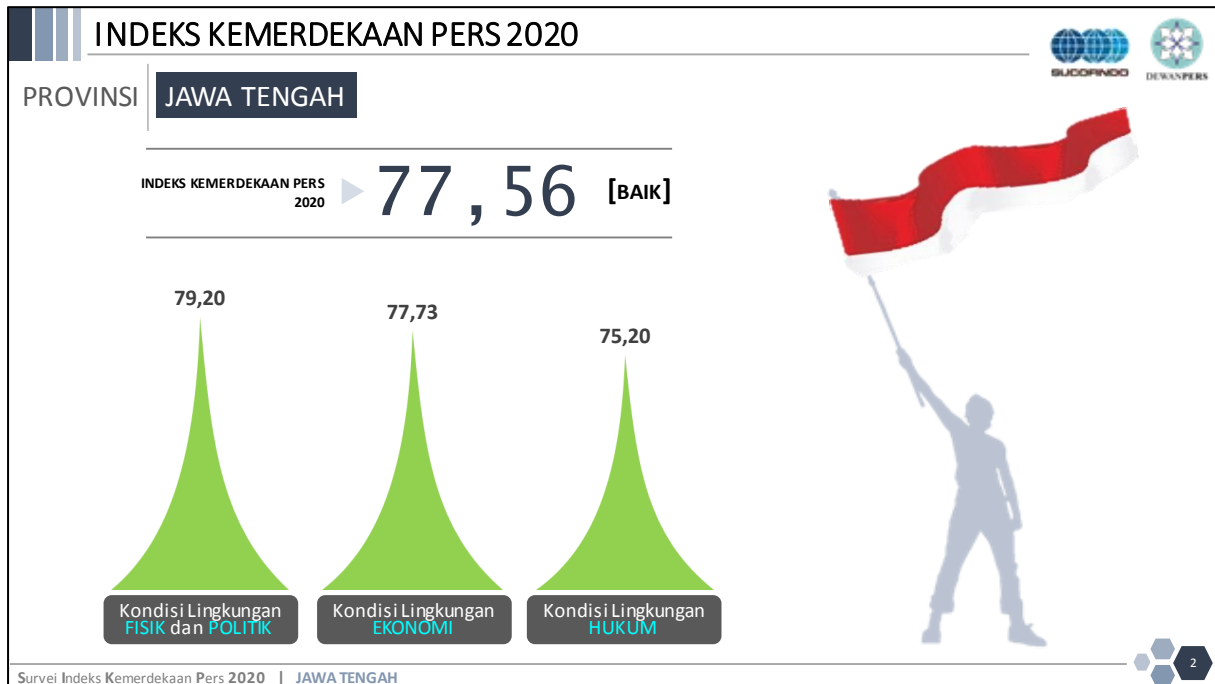 INDEKS KEMERDEKAAN PERS 2020
SUCOFINDO
DEWANPERS
PROVINSI JAWA TENGAH
INDEKS KEMERDEKAAN PERS
2020
77,56 [BAIK]
79,20
77,73
75,20
Kondisi Lingkungan
FISIK dan POLITIK
Kondisi Lingkungan
EKONOMI
Kondisi Lingkungan
HUKUM
2
Survei Indeks Kemerdekaan Pers 2020 | JAWA TENGAH